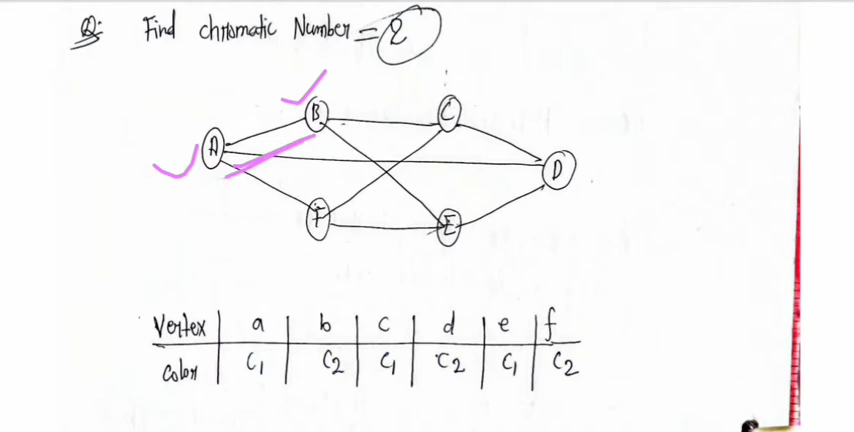 Q: Find chromatic Number = 2
B C
A D
F E
Vertex a b c d e f
Color C1 C2 C1 C2 C1 C2